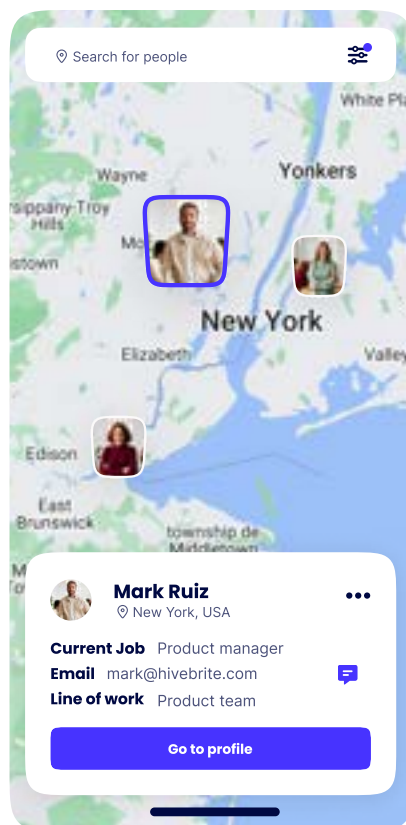 Search for people
White Pla
Yonkers
Wayne
rsippany-Troy
Hills
Mo
istown
New York
Elizabeth
Valley
Edison
East
Brunswick
township de
Middletown
Mark Ruiz
New York, USA
Current Job Product manager
Email mark@hivebrite.com
Line of work Product team
Go to profile